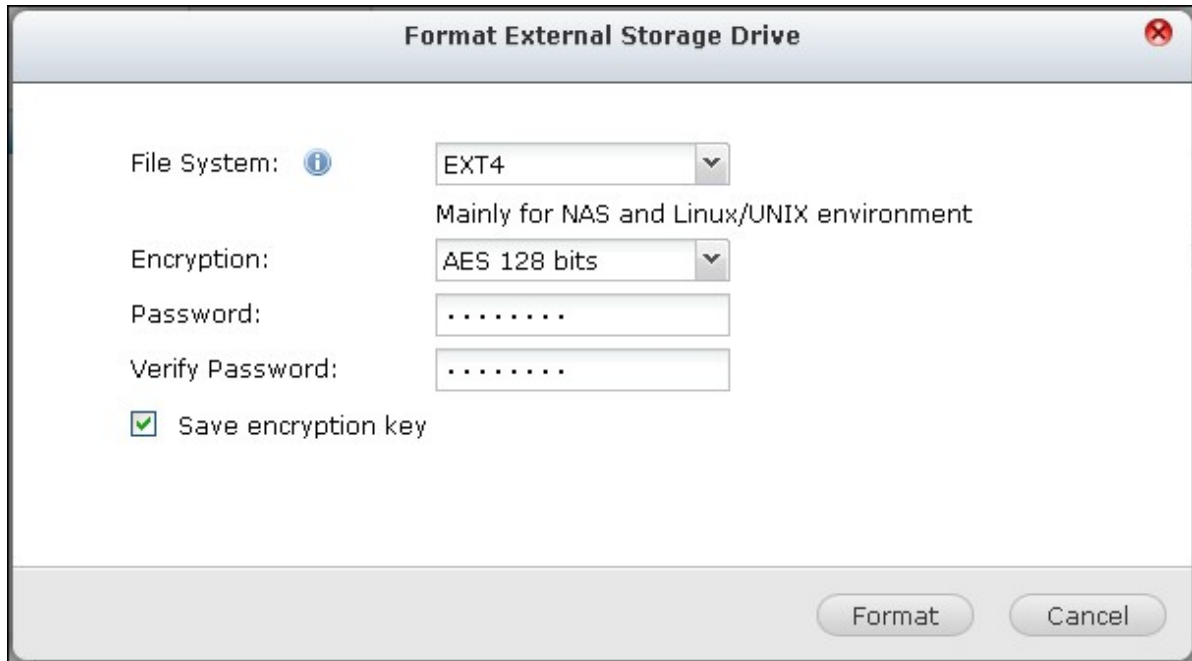 Format External Storage Drive
File System: EXT4
Mainly for NAS and Linux/UNIX environment
Encryption: AES 128 bits
Password: ........
Verify Password: ........
Save encryption key
Format Cancel